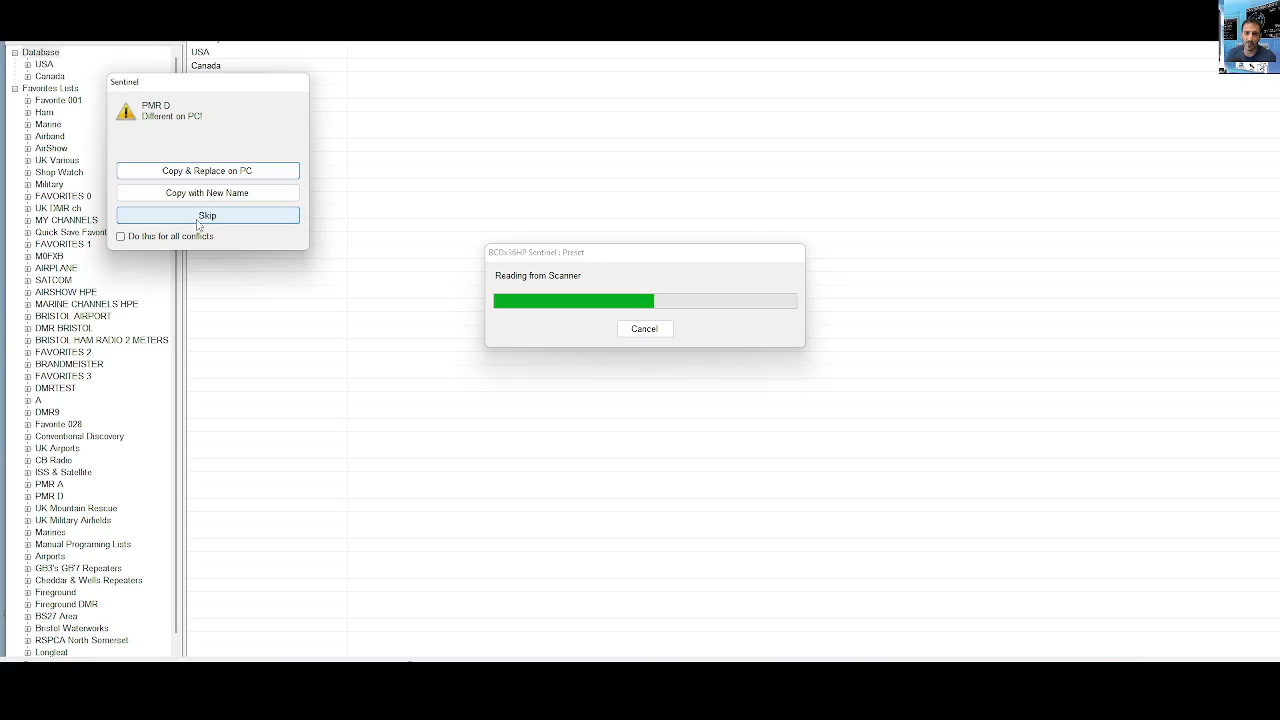 Database
USA
Canada
Favorites Lists
Favorite 001
Ham
Marine
Airband
AirShow
UK Various
Shop Watch
Military
FAVORITES 0
UK DMR ch
MY CHANNELS
Quick Save Favorit
FAVORITES 1
M0FXB
AIRPLANE
SATCOM
AIRSHOW HPE
MARINE CHANNELS HPE
BRISTOL AIRPORT
DMR BRISTOL
BRISTOL HAM RADIO 2 METERS
FAVORITES 2
BRANDMEISTER
FAVORITES 3
DMRTEST
A
DMR9
Favorite 028
Conventional Discovery
UK Airports
CB Radio
ISS & Satellite
PMR A
PMR D
UK Mountain Rescue
UK Military Airfields
Marines
Manual Programing Lists
Airports
GB3's GB'7 Repeaters
Cheddar & Wells Repeaters
Fireground
Fireground DMR
BS27 Area
Bristol Waterworks
RSPCA North Somerset
Longleat
USA
Canada
Sentinel
PMR D
Different on PC!
Copy & Replace on PC
Copy with New Name
Skip
Do this for all conflicts
BCDx36HP Sentinel : Preset
Reading from Scanner
Cancel